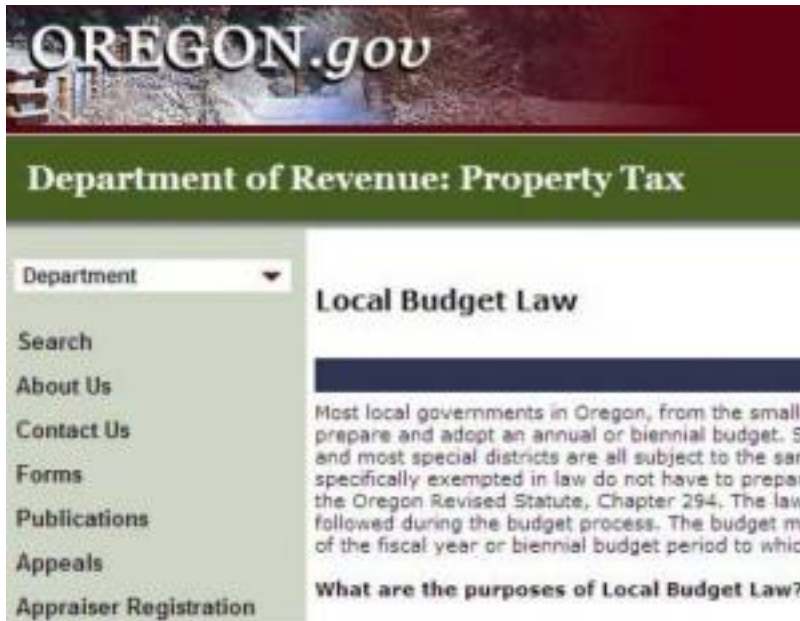 OREGON.gov
Department of Revenue: Property Tax
Department
Search
About Us
Contact Us
Forms
Publications
Appeals
Appraiser Registration
Local Budget Law
Most local governments in Oregon, from the small
prepare and adopt an annual or biennial budget. S
and most special districts are all subject to the sa
specifically exempted in law do not have to prepa
the Oregon Revised Statute, Chapter 294. The law
followed during the budget process. The budget m
of the fiscal year or biennial budget period to whic
What are the purposes of Local Budget Law?